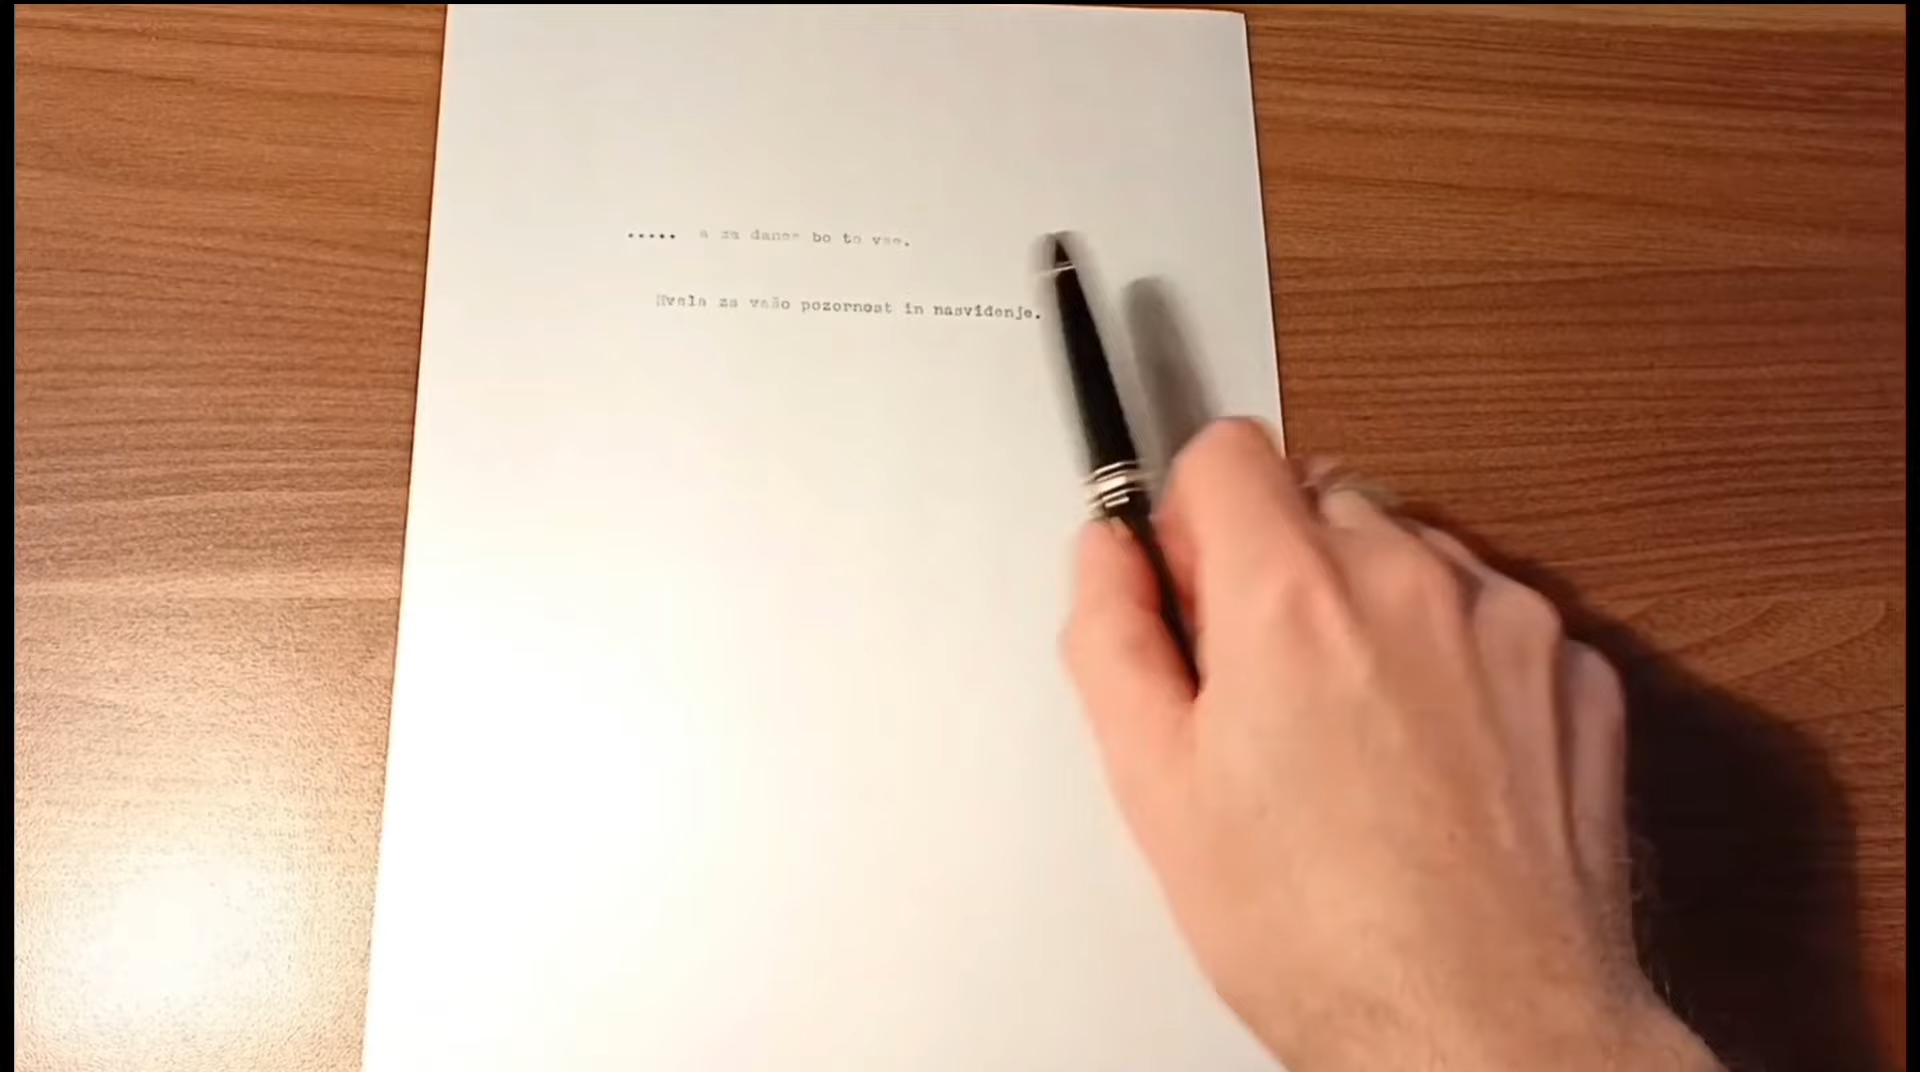 ..... a za danes bo to vse.
Hvala za vašo pozornost in nasvidenje.